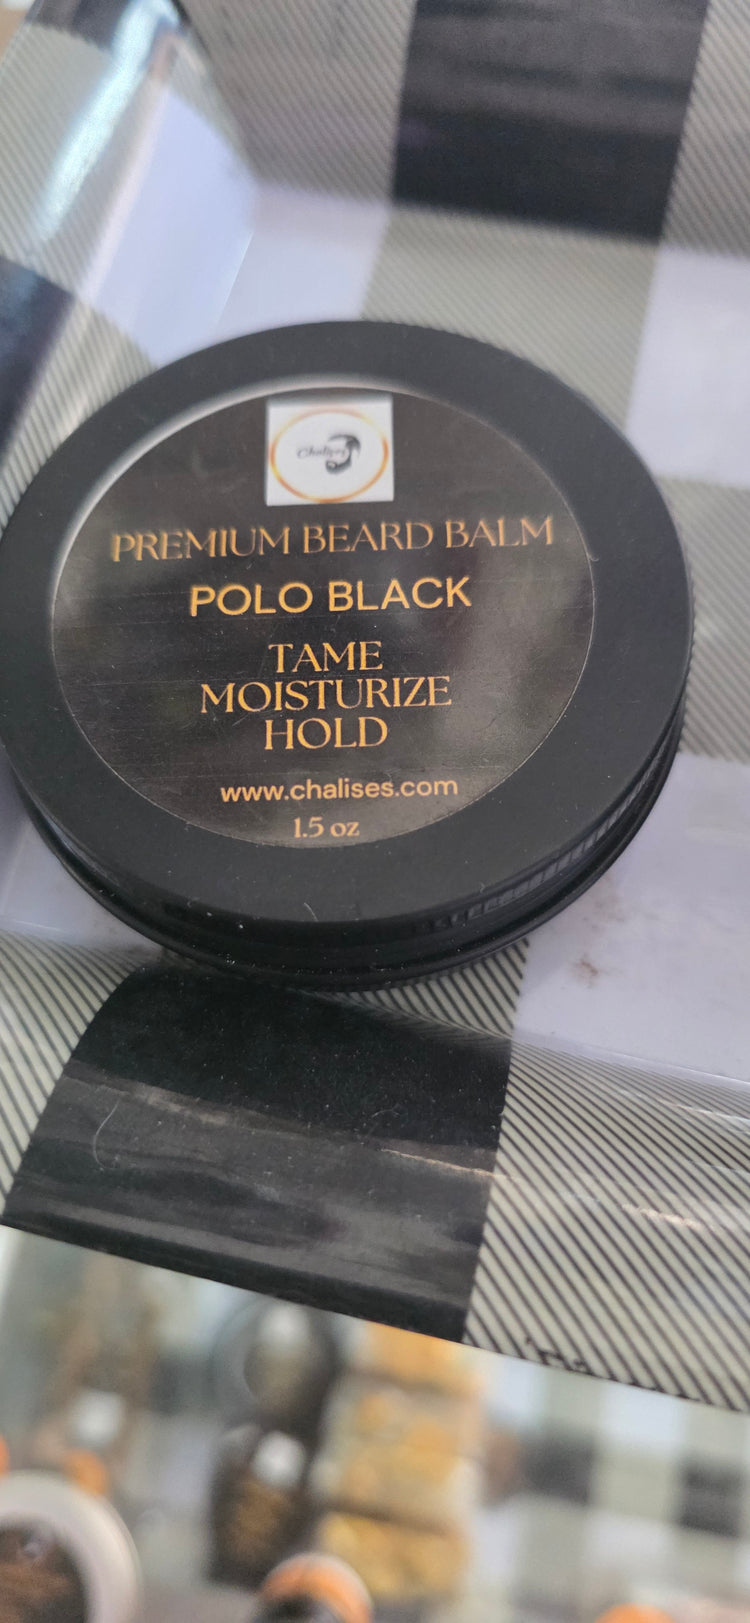 Chalises
PREMIUM BEARD BALM
POLO BLACK
TAME
MOISTURIZE
HOLD
www.chalises.com
1.5 oz